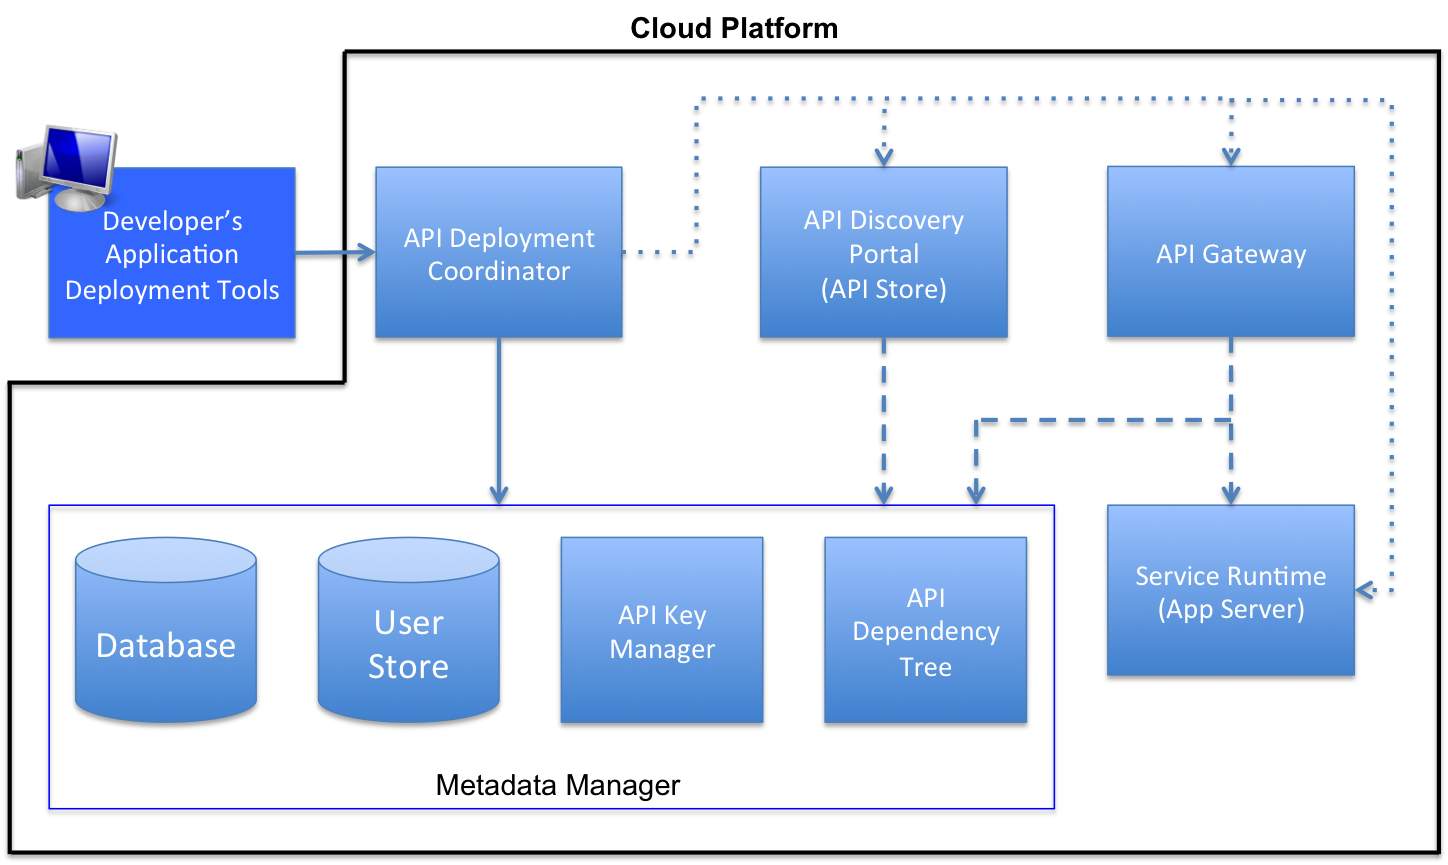 Cloud Platform
Developer’s
Application
Deployment Tools
API Deployment
Coordinator
API Discovery
Portal
(API Store)
API Gateway
Database
User
Store
API Key
Manager
API
Dependency
Tree
Service Runtime
(App Server)
Metadata Manager